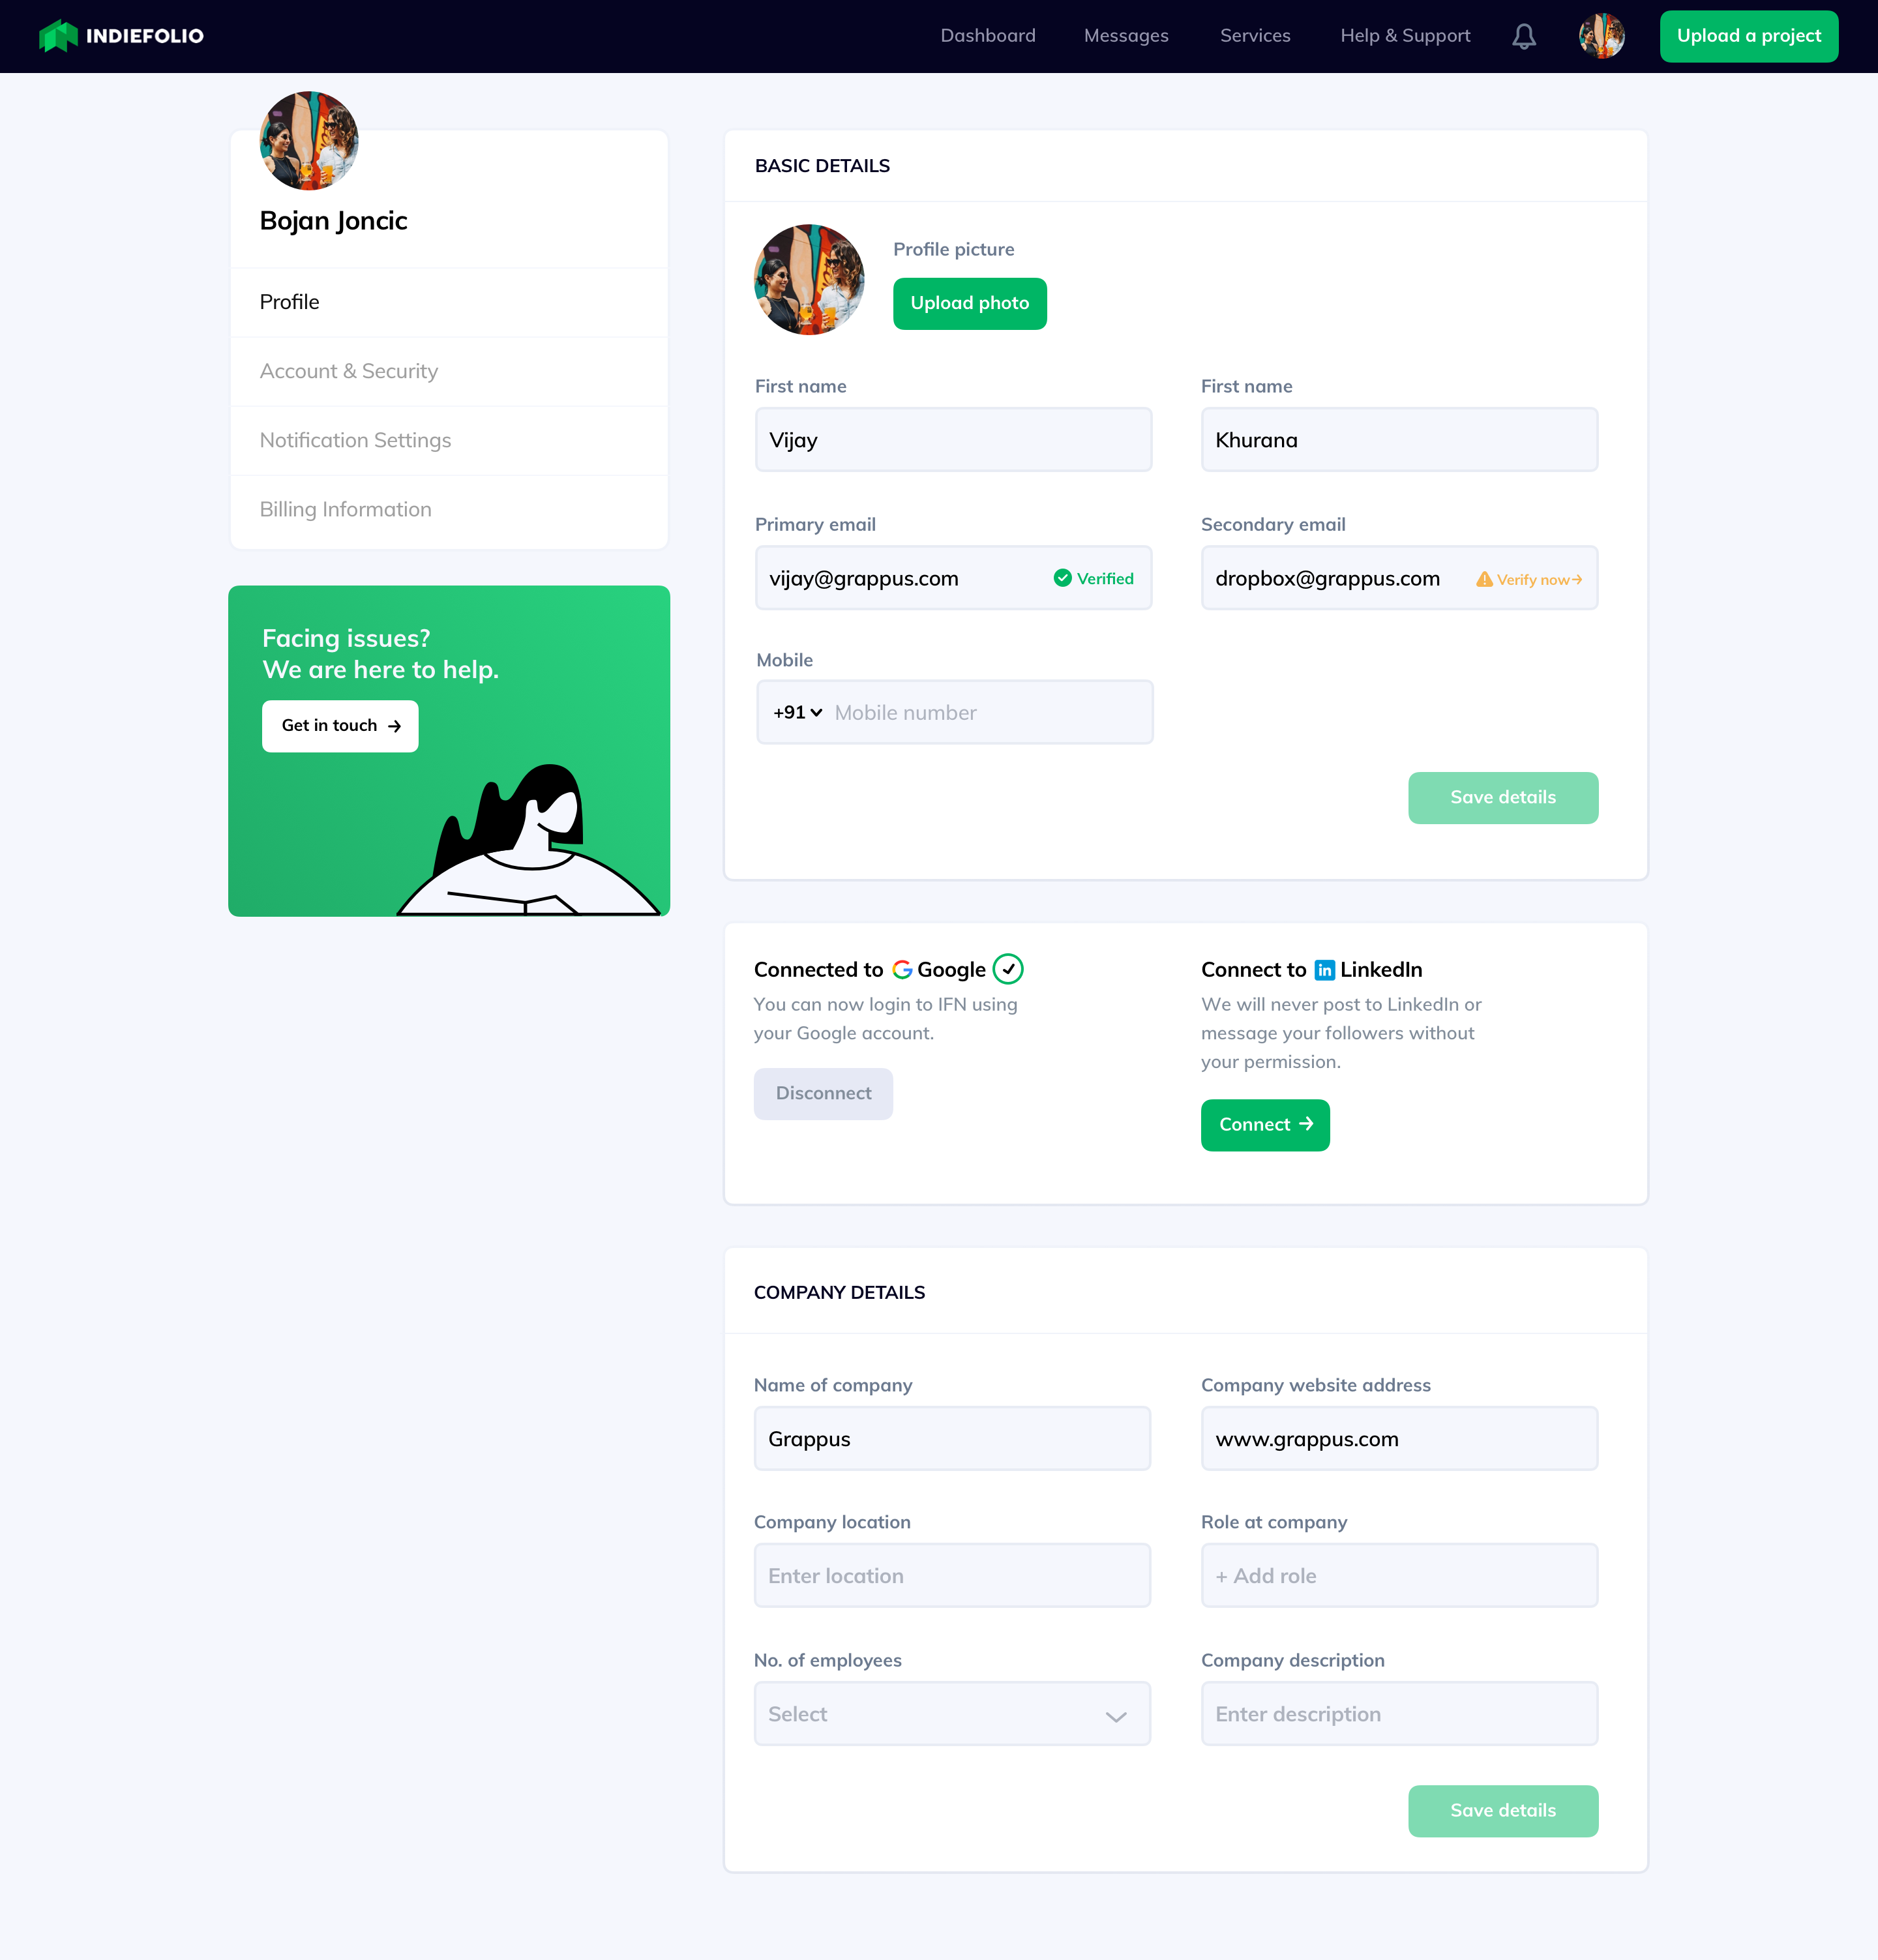 INDIEFOLIO
Dashboard
Messages
Services
Help & Support
Upload a project
Bojan Joncic
Profile
Account & Security
Notification Settings
Billing Information
Facing issues?
We are here to help.
Get in touch →
BASIC DETAILS
Profile picture
Upload photo
First name
First name
Vijay
Khurana
Primary email
Secondary email
vijay@grappus.com
Verified
dropbox@grappus.com
Verify now→
Mobile
+91
Mobile number
Save details
Connected to Google
You can now login to IFN using
your Google account.
Disconnect
Connect to in LinkedIn
We will never post to LinkedIn or
message your followers without
your permission.
Connect →
COMPANY DETAILS
Name of company
Company website address
Grappus
www.grappus.com
Company location
Role at company
Enter location
+ Add role
No. of employees
Company description
Select
Enter description
Save details